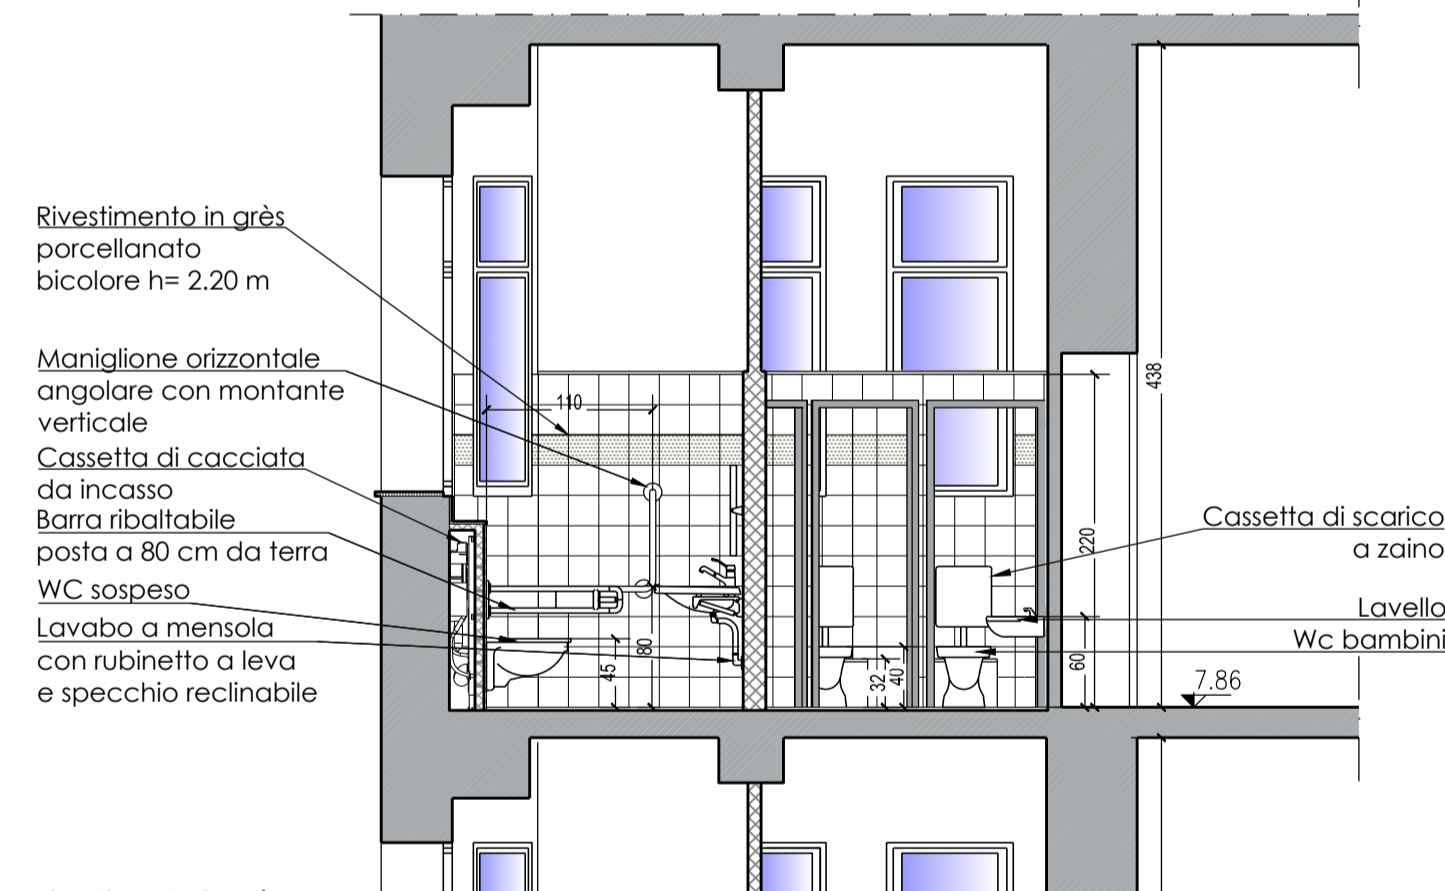 Rivestimento in grès
porcellanato
bicolore h= 2.20 m
Maniglione orizzontale
angolare con montante
verticale
Cassetta di cacciata
da incasso
Barra ribaltabile
posta a 80 cm da terra
WC sospeso
Lavabo a mensola
con rubinetto a leva
e specchio reclinabile
110
45
80
32
40
438
220
60
7.86
Cassetta di scarico
a zaino
Lavello
Wc bambini